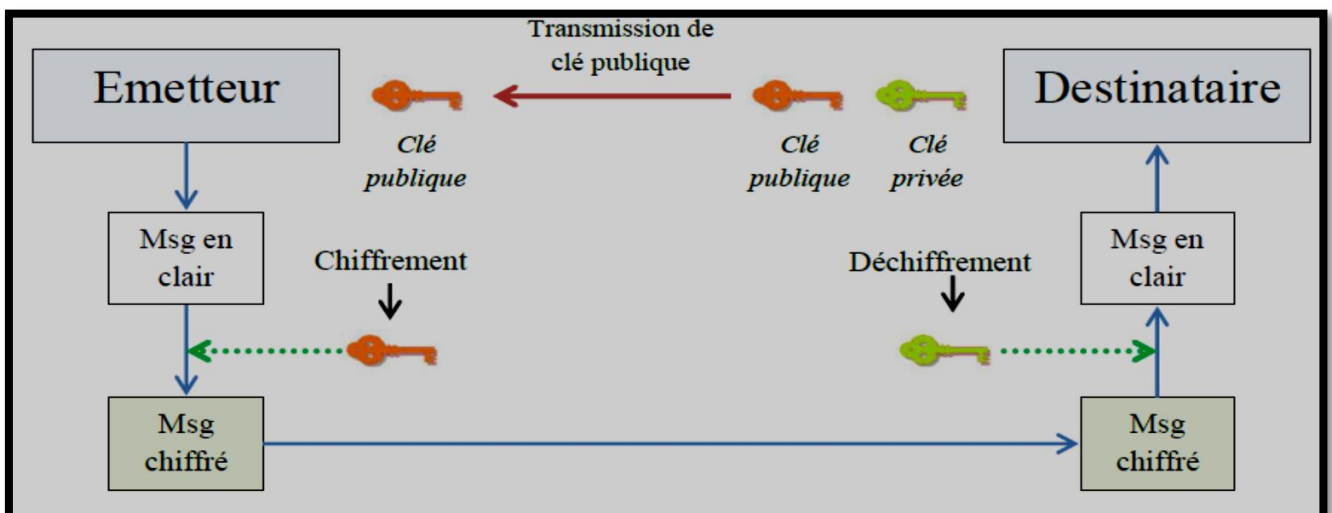 Transmission de
clé publique
Emetteur
Destinataire
Clé
publique
Clé
publique
Clé
privée
Msg en
clair
Chiffrement
Déchiffrement
Msg en
clair
Msg
chiffré
Msg
chiffré